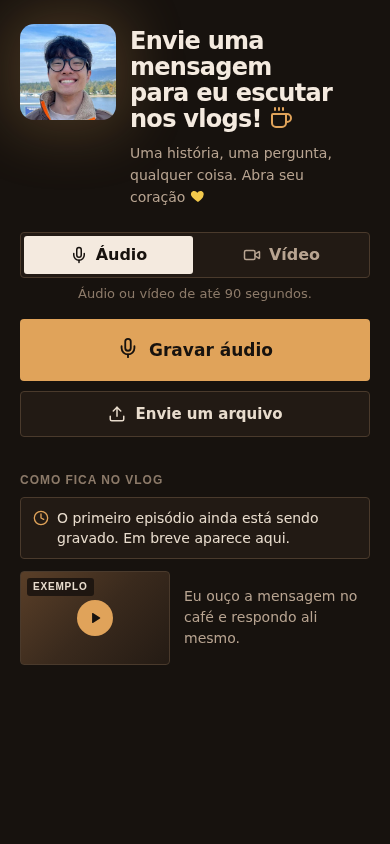 Envie uma
mensagem
para eu escutar
nos vlogs!
Uma história, uma pergunta,
qualquer coisa. Abra seu
coração 💛
Áudio
Vídeo
Áudio ou vídeo de até 90 segundos.
Gravar áudio
Envie um arquivo
COMO FICA NO VLOG
O primeiro episódio ainda está sendo
gravado. Em breve aparece aqui.
EXEMPLO
Eu ouço a mensagem no
café e respondo ali
mesmo.